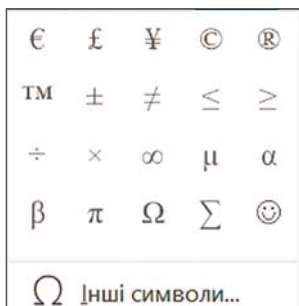 € £ ¥ © ®
TM ± ≠ ≤ ≥
÷ × ∞ µ α
β π Ω ∑ ☺
Ω Інші символи...